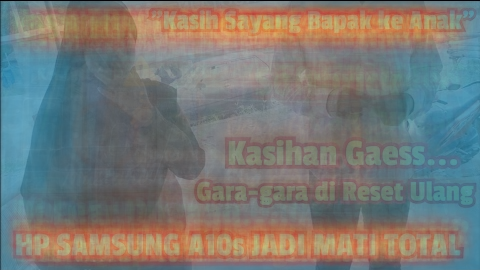 "Kasih Sayang Bapak ke Anak"
Kasihan Gaess...
Gara-gara di Reset Ulang
HP SAMSUNG A10s JADI MATI TOTAL